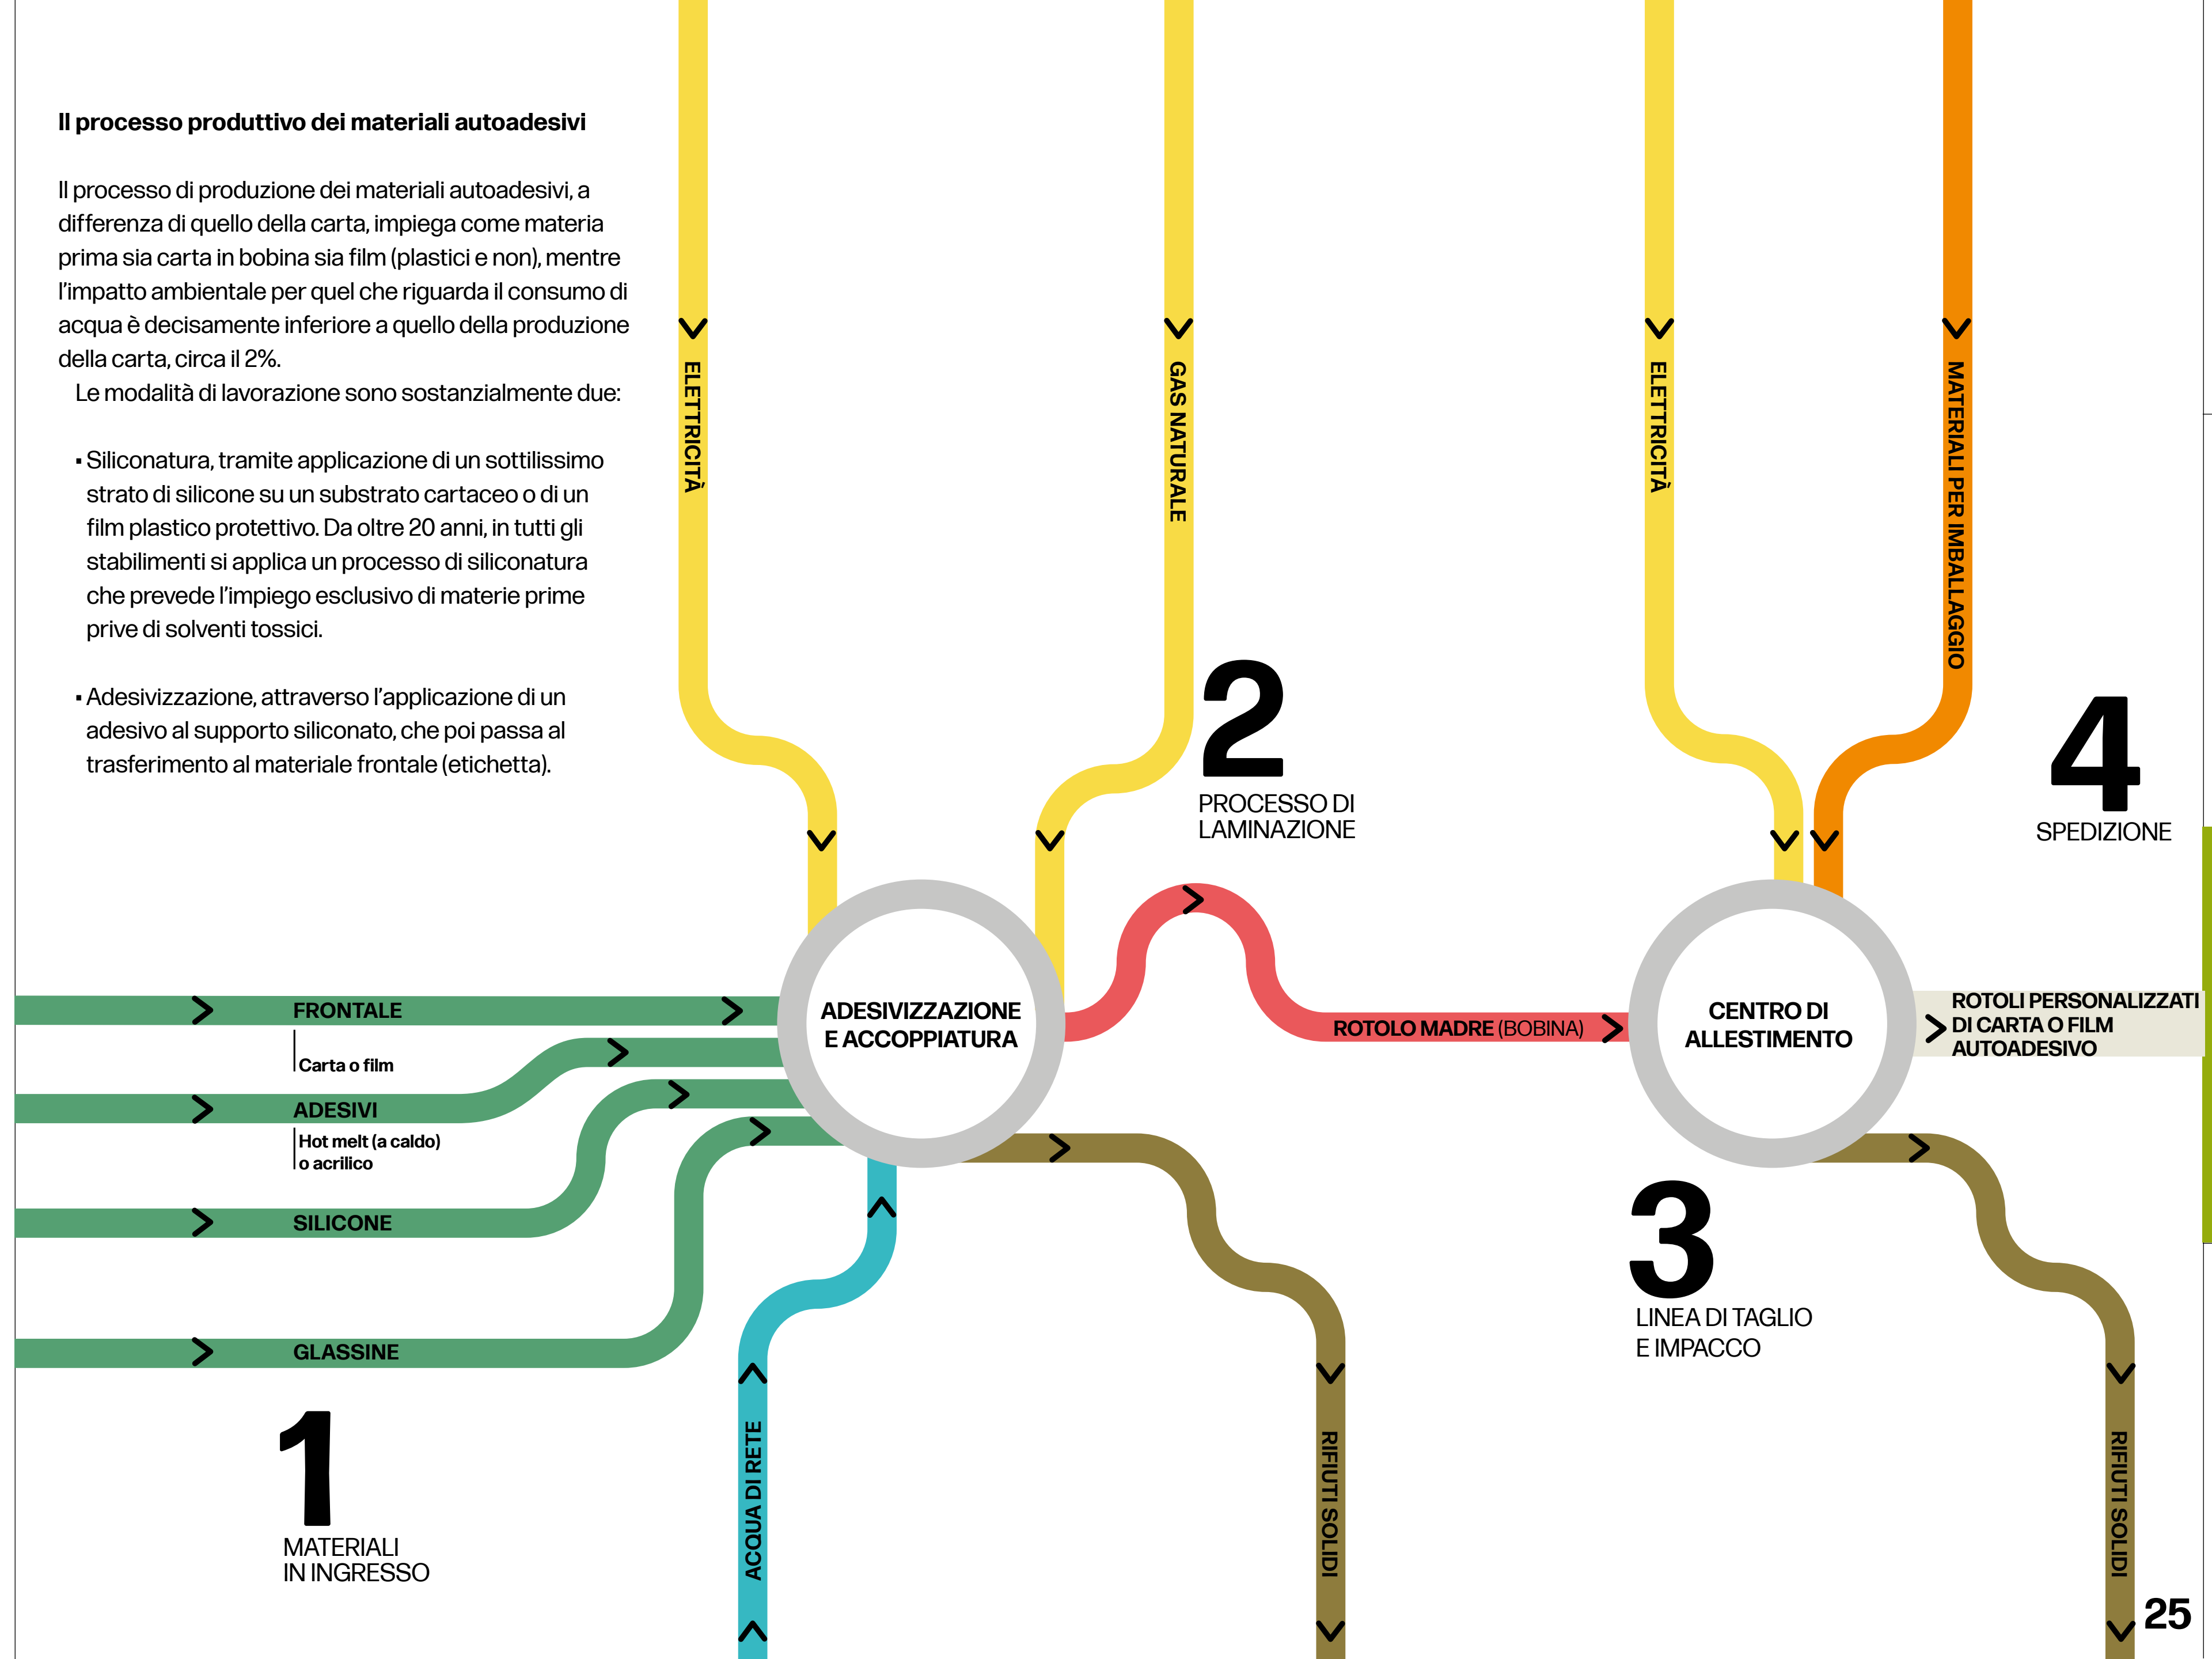 Il processo produttivo dei materiali autoadesivi
Il processo di produzione dei materiali autoadesivi, a
differenza di quello della carta, impiega come materia
prima sia carta in bobina sia film (plastici e non), mentre
l'impatto ambientale per quel che riguarda il consumo di
acqua è decisamente inferiore a quello della produzione
della carta, circa il 2%.
Le modalità di lavorazione sono sostanzialmente due:
▪ Siliconatura, tramite applicazione di un sottilissimo
strato di silicone su un substrato cartaceo o di un
film plastico protettivo. Da oltre 20 anni, in tutti gli
stabilimenti si applica un processo di siliconatura
che prevede l'impiego esclusivo di materie prime
prive di solventi tossici.
▪ Adesivizzazione, attraverso l'applicazione di un
adesivo al supporto siliconato, che poi passa al
trasferimento al materiale frontale (etichetta).
ELETTRICITÀ
GAS NATURALE
ELETTRICITÀ
MATERIALI PER IMBALLAGGIO
2
PROCESSO DI
LAMINAZIONE
4
SPEDIZIONE
FRONTALE
Carta o film
ADESIVI
Hot melt (a caldo)
o acrilico
SILICONE
GLASSINE
1
MATERIALI
IN INGRESSO
ADESIVIZZAZIONE
E ACCOPPIATURA
ROTOLO MADRE (BOBINA)
CENTRO DI
ALLESTIMENTO
ROTOLI PERSONALIZZATI
DI CARTA O FILM
AUTOADESIVO
3
LINEA DI TAGLIO
E IMPACCO
ACQUA DI RETE
RIFIUTI SOLIDI
RIFIUTI SOLIDI
25